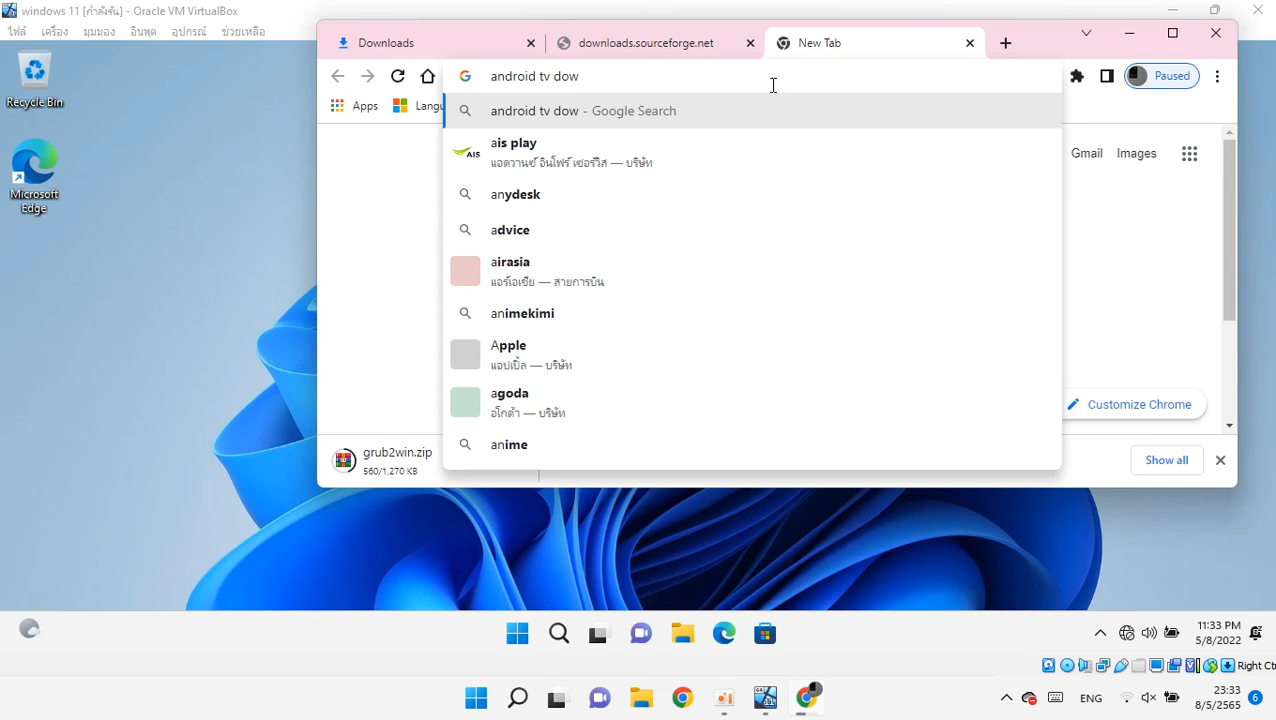 windows 11 [กำลังรัน] - Oracle VM VirtualBox
ไฟล์ เครื่อง มุมมอง อินพุต อุปกรณ์ ช่วยเหลือ
Recycle Bin
Microsoft Edge
Downloads
downloads.sourceforge.net
New Tab
android tv dow
Paused
Apps
Langu
android tv dow - Google Search
ais play
แอดวานซ์ อินโฟร์ เซอร์วิส — บริษัท
anydesk
advice
airasia
แอร์เอเชีย — สายการบิน
animekimi
Apple
แอปเปิ้ล — บริษัท
agoda
อโกด้า — บริษัท
anime
Gmail
Images
Customize Chrome
grub2win.zip
560/1,270 KB
Show all
11:33 PM
5/8/2022
Right Ct
ENG
23:33
8/5/2565
6